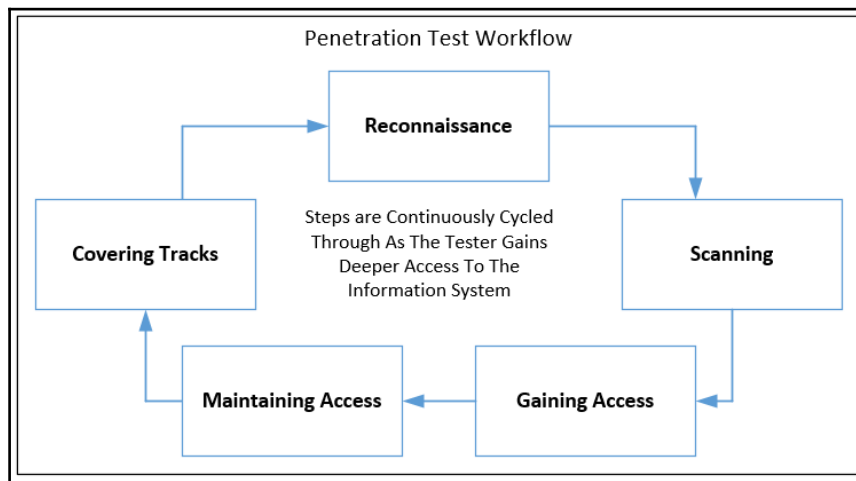 Penetration Test Workflow
Reconnaissance
Steps are Continuously Cycled
Through As The Tester Gains
Deeper Access To The
Information System
Covering Tracks
Scanning
Maintaining Access
Gaining Access